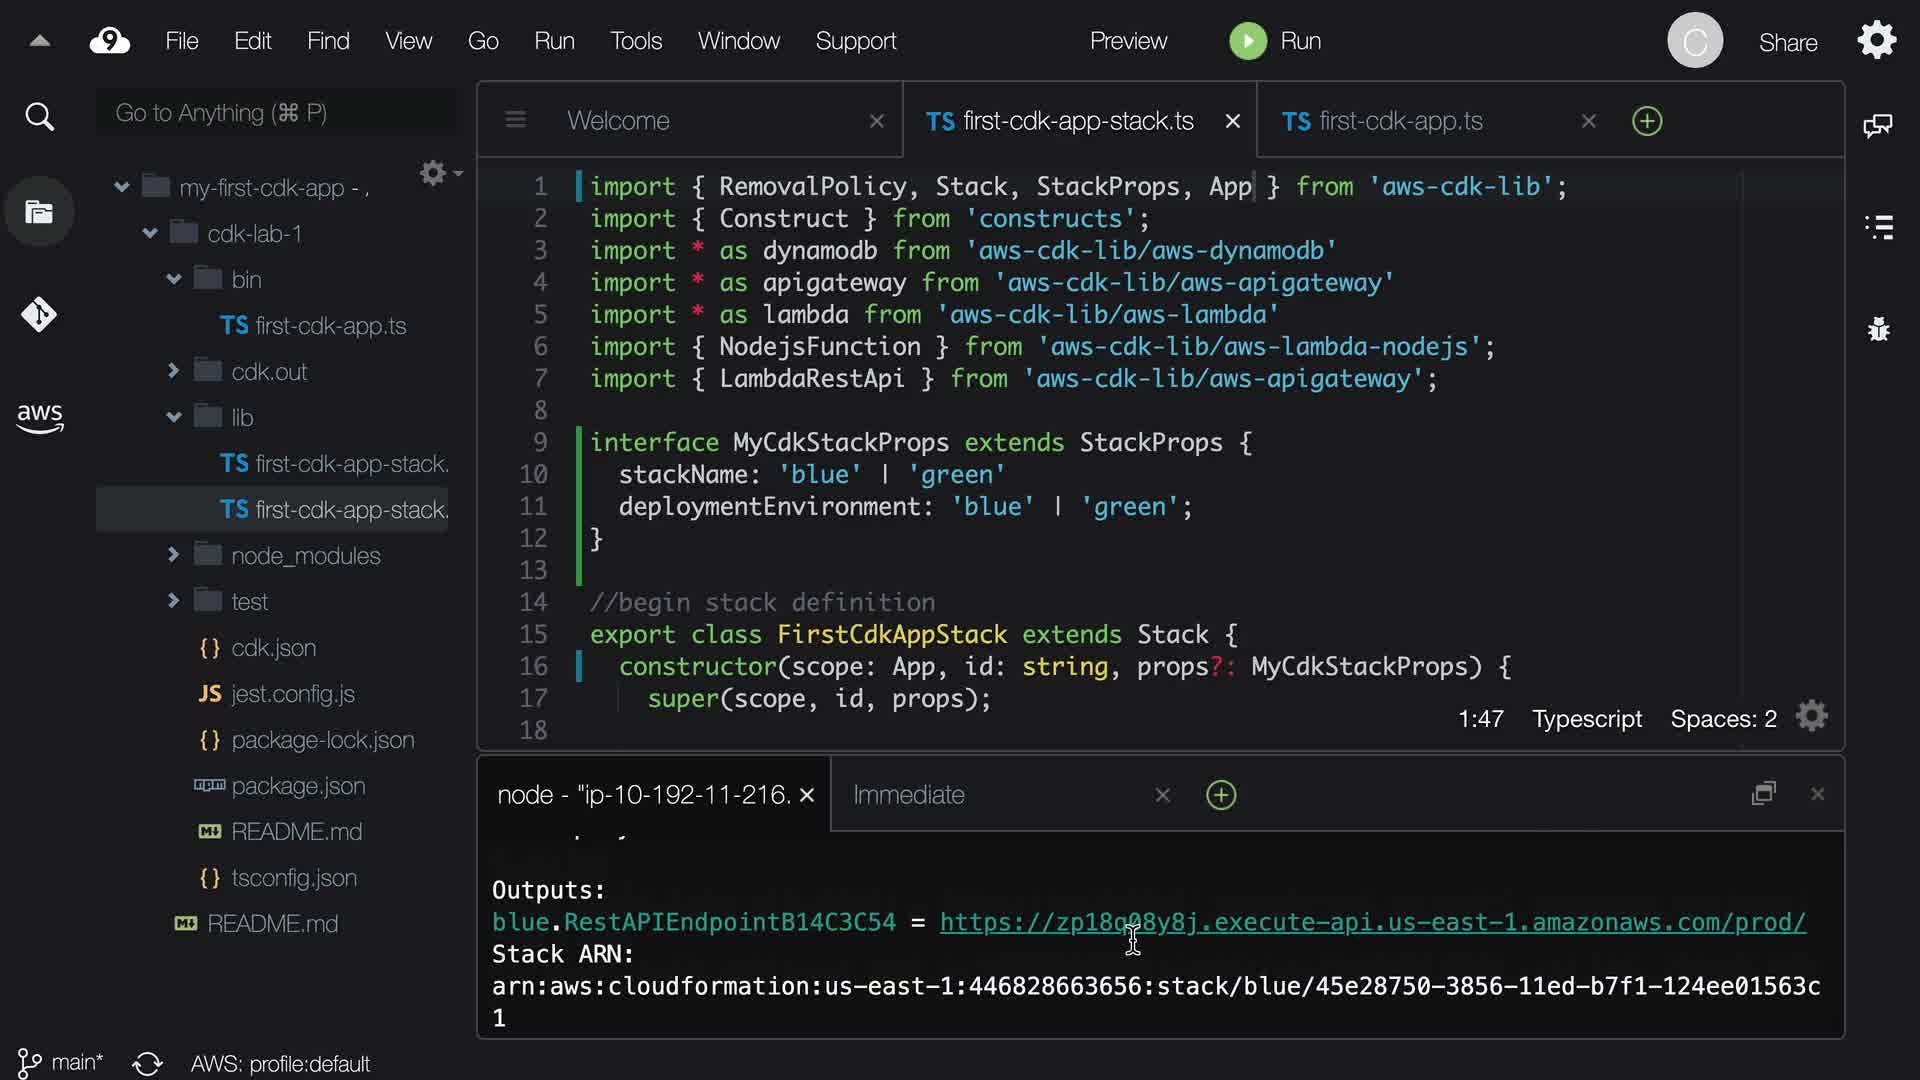 9 File Edit Find View Go Run Tools Window Support Preview Run C Share
Go to Anything (⌘ P)
my-first-cdk-app - ,
cdk-lab-1
bin
TS first-cdk-app.ts
cdk.out
lib
TS first-cdk-app-stack.
TS first-cdk-app-stack.
node_modules
test
{} cdk.json
JS jest.config.js
{} package-lock.json
npm package.json
M↓ README.md
{} tsconfig.json
M↓ README.md
aws
Welcome
TS first-cdk-app-stack.ts
TS first-cdk-app.ts
1 import { RemovalPolicy, Stack, StackProps, App } from 'aws-cdk-lib';
2 import { Construct } from 'constructs';
3 import * as dynamodb from 'aws-cdk-lib/aws-dynamodb'
4 import * as apigateway from 'aws-cdk-lib/aws-apigateway'
5 import * as lambda from 'aws-cdk-lib/aws-lambda'
6 import { NodejsFunction } from 'aws-cdk-lib/aws-lambda-nodejs';
7 import { LambdaRestApi } from 'aws-cdk-lib/aws-apigateway';
8
9 interface MyCdkStackProps extends StackProps {
10 stackName: 'blue' | 'green'
11 deploymentEnvironment: 'blue' | 'green';
12 }
13
14 //begin stack definition
15 export class FirstCdkAppStack extends Stack {
16 constructor(scope: App, id: string, props?: MyCdkStackProps) {
17 super(scope, id, props);
18
1:47 Typescript Spaces: 2
node - "ip-10-192-11-216.
Immediate
Outputs:
blue.RestAPIEndpointB14C3C54 = https://zp18q08y8j.execute-api.us-east-1.amazonaws.com/prod/
Stack ARN:
arn:aws:cloudformation:us-east-1:446828663656:stack/blue/45e28750-3856-11ed-b7f1-124ee01563c
1
main* AWS: profile:default